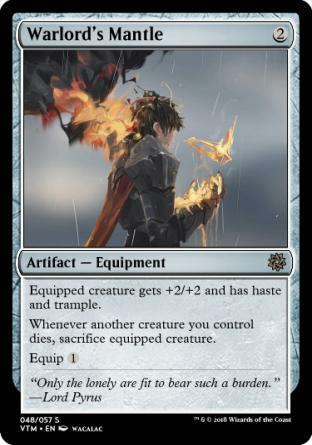 Warlord's Mantle 2
Artifact — Equipment
Equipped creature gets +2/+2 and has haste
and trample.
Whenever another creature you control
dies, sacrifice equipped creature.
Equip 1
“Only the lonely are fit to bear such a burden.”
—Lord Pyrus
048/057 S
VTM • EN WACALAC
™ & © 2018 Wizards of the Coast